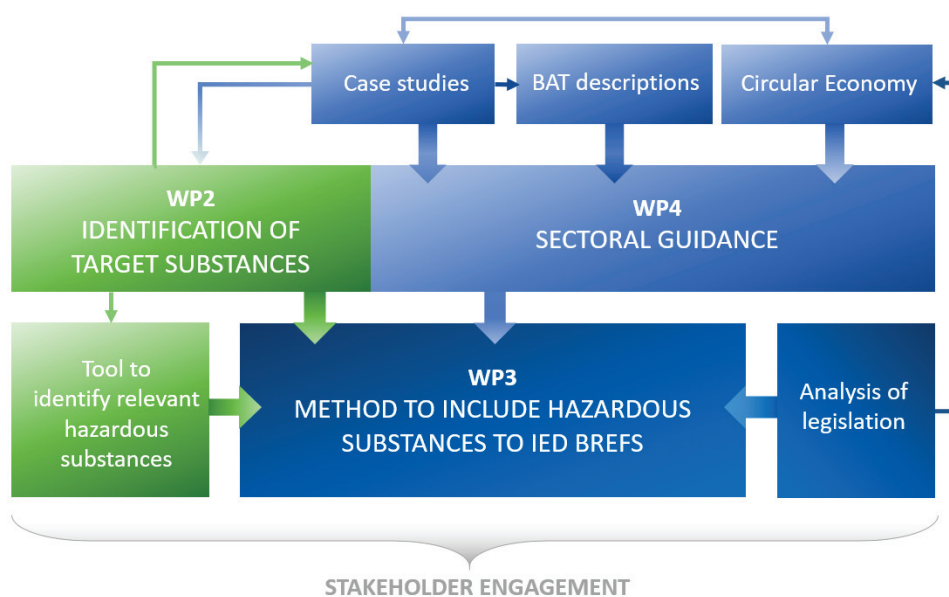 Case studies
BAT descriptions
Circular Economy
WP2
IDENTIFICATION OF
TARGET SUBSTANCES
WP4
SECTORAL GUIDANCE
Tool to
identify relevant
hazardous
substances
WP3
METHOD TO INCLUDE HAZARDOUS
SUBSTANCES TO IED BREFS
Analysis of
legislation
STAKEHOLDER ENGAGEMENT